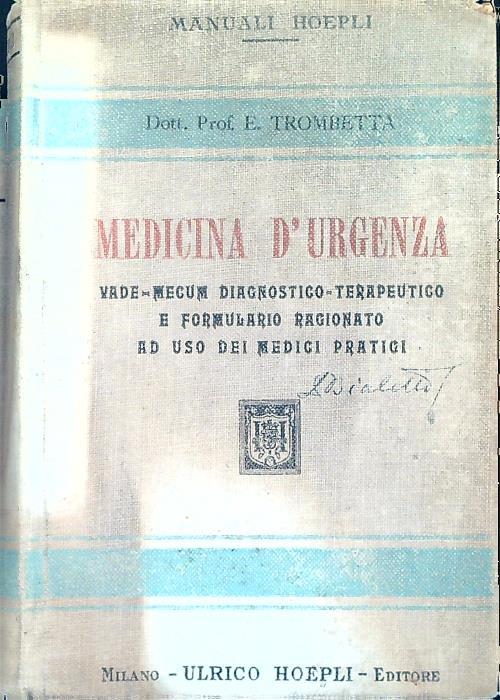 MANUALI HOEPLI
Dott. Prof. E. TROMBETTA
MEDICINA D'URGENZA
VADE-MECUM DIAGNOSTICO-TERAPEUTICO
E FORMULARIO RAGIONATO
AD USO DEI MEDICI PRATICI
MILANO - ULRICO HOEPLI - EDITORE